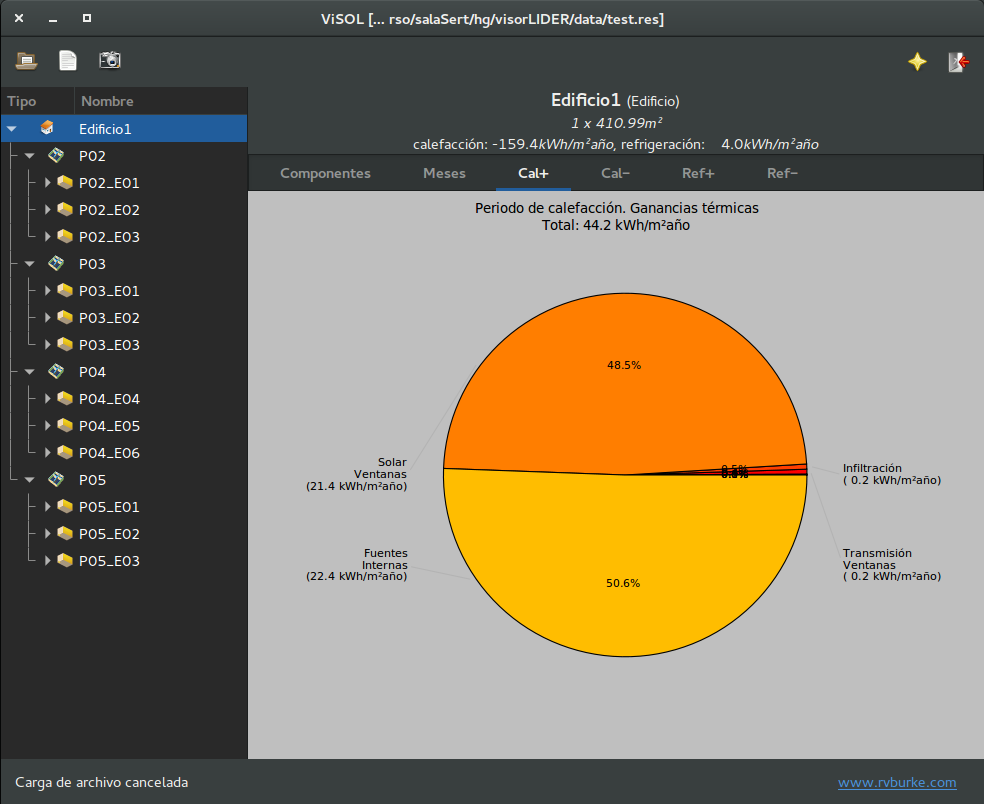 ViSOL [... rso/salaSert/hg/visorLIDER/data/test.res]
Tipo Nombre
Edificio1
P02
P02_E01
P02_E02
P02_E03
P03
P03_E01
P03_E02
P03_E03
P04
P04_E04
P04_E05
P04_E06
P05
P05_E01
P05_E02
P05_E03
Edificio1 (Edificio)
1 x 410.99m²
calefacción: -159.4kWh/m²año, refrigeración: 4.0kWh/m²año
Componentes Meses Cal+ Cal− Ref+ Ref−
Periodo de calefacción. Ganancias térmicas
Total: 44.2 kWh/m²año
48.5%
Solar
Ventanas
(21.4 kWh/m²año)
Infiltración
( 0.2 kWh/m²año)
Fuentes
Internas
(22.4 kWh/m²año)
Transmisión
Ventanas
( 0.2 kWh/m²año)
50.6%
Carga de archivo cancelada
www.rvburke.com